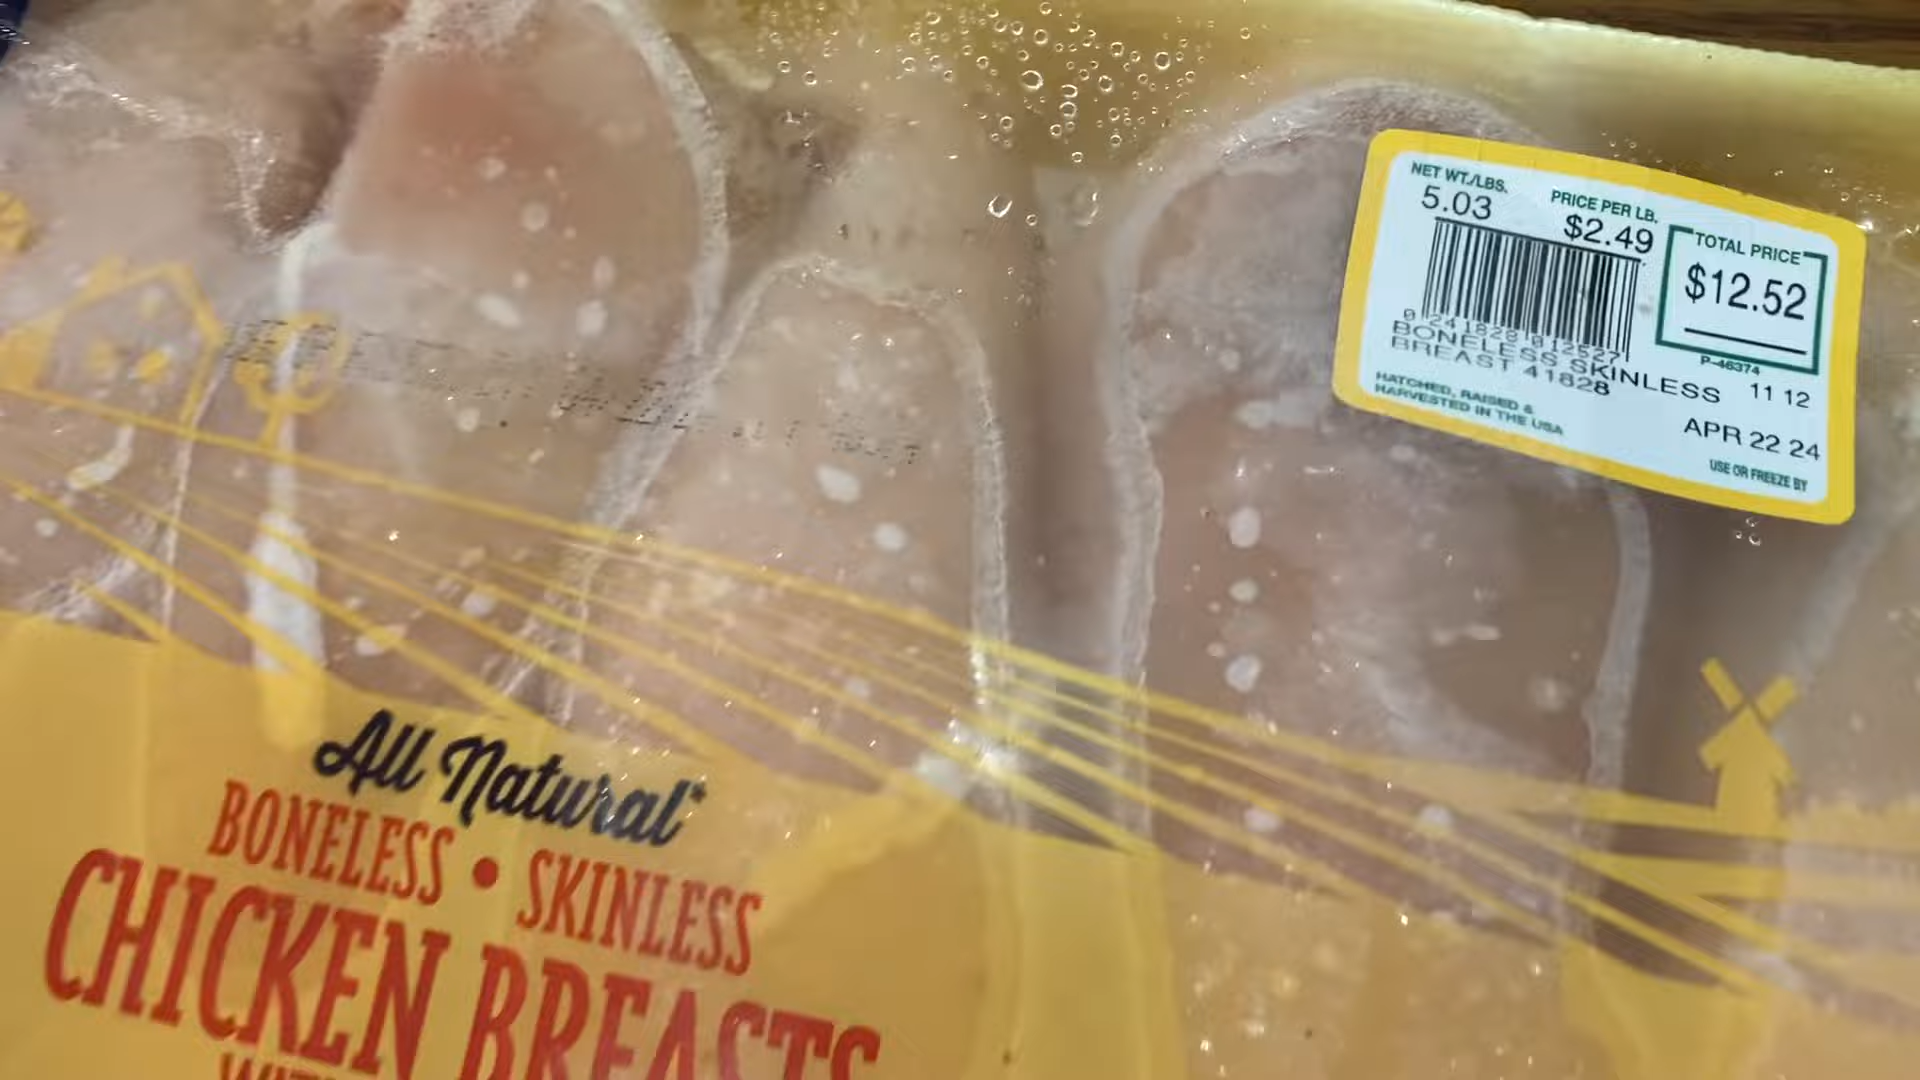 NET WT./LBS. PRICE PER LB. TOTAL PRICE
5.03 $2.49 $12.52
0 241828 012527
P-46374
BONELESS SKINLESS 11 12
BREAST 41828
HATCHED, RAISED &
HARVESTED IN THE USA
APR 22 24
USE OR FREEZE BY
All Natural*
BONELESS • SKINLESS
CHICKEN BREASTS